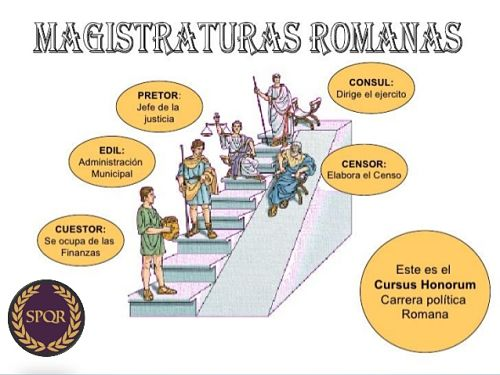 MAGISTRATURAS ROMANAS
CONSUL:
Dirige el ejercito
PRETOR:
Jefe de la
justicia
EDIL:
Administración
Municipal
CENSOR:
Elabora el Censo
CUESTOR:
Se ocupa de las
Finanzas
Este es el
Cursus Honorum
Carrera política
Romana
SPQR